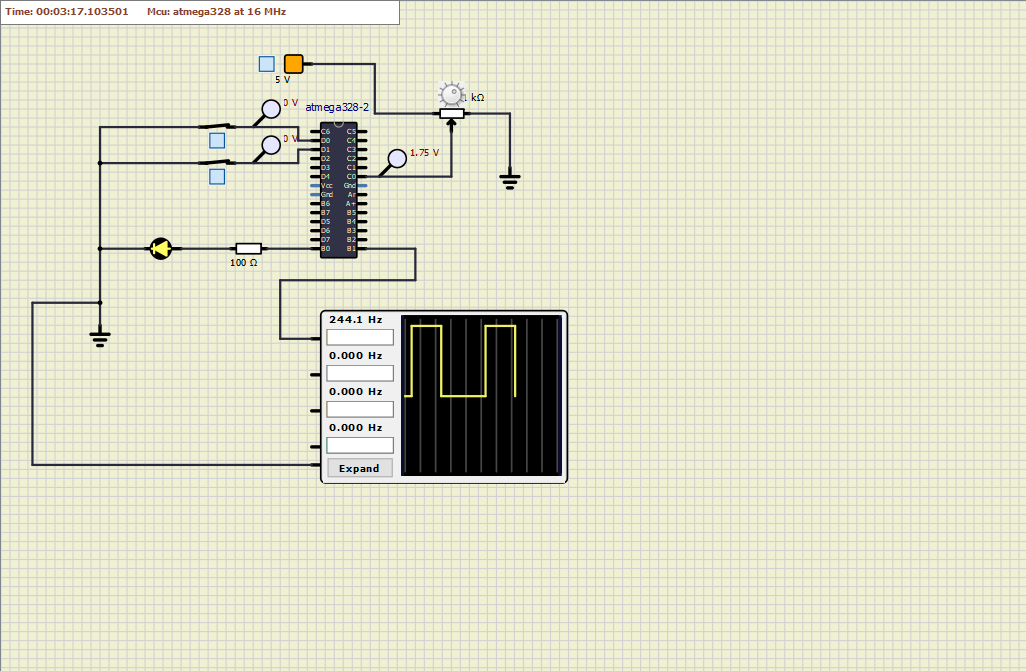 Time: 00:03:17.103501 Mcu: atmega328 at 16 MHz
5 V
0 V
atmega328-2
kΩ
0 V
1.75 V
C6 C5
D0 C4
D1 C3
D2 C2
D3 C1
D4 C0
Vcc Gnd
Gnd Ar
B6 A+
B7 B5
D5 B4
D6 B3
D7 B2
B0 B1
100 Ω
244.1 Hz
0.000 Hz
0.000 Hz
0.000 Hz
Expand